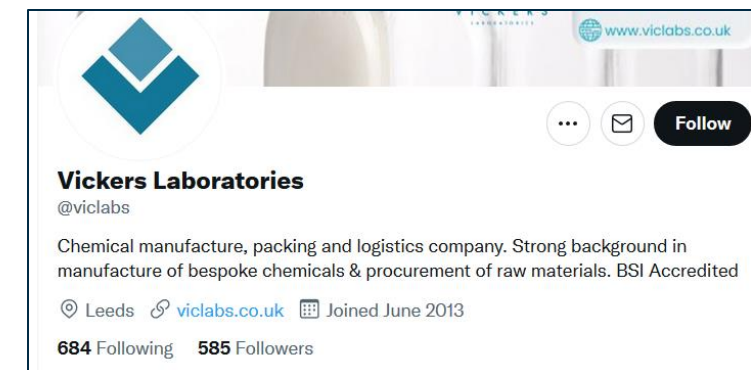 VICKERS
LABORATORIES
www.viclabs.co.uk
Follow
Vickers Laboratories
@viclabs
Chemical manufacture, packing and logistics company. Strong background in
manufacture of bespoke chemicals & procurement of raw materials. BSI Accredited
Leeds viclabs.co.uk Joined June 2013
684 Following 585 Followers